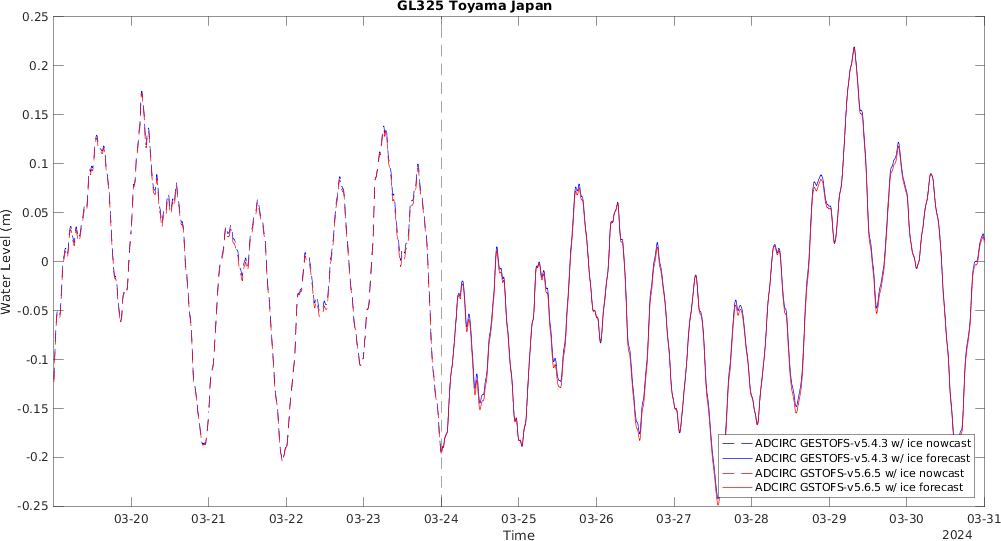 GL325 Toyama Japan
0.25
0.2
0.15
0.1
0.05
0
-0.05
-0.1
-0.15
-0.2
-0.25
Water Level (m)
ADCIRC GESTOFS-v5.4.3 w/ ice nowcast
ADCIRC GESTOFS-v5.4.3 w/ ice forecast
ADCIRC GSTOFS-v5.6.5 w/ ice nowcast
ADCIRC GSTOFS-v5.6.5 w/ ice forecast
03-20 03-21 03-22 03-23 03-24 03-25 03-26 03-27 03-28 03-29 03-30 03-31
Time
2024